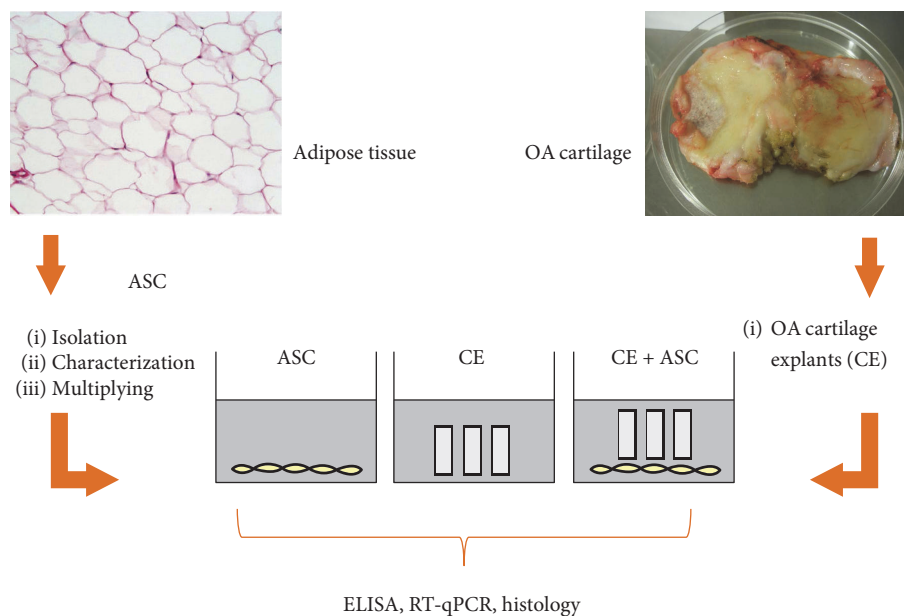 Adipose tissue
OA cartilage
ASC
(i) Isolation
(ii) Characterization
(iii) Multiplying
(i) OA cartilage
explants (CE)
ASC
CE
CE + ASC
ELISA, RT-qPCR, histology